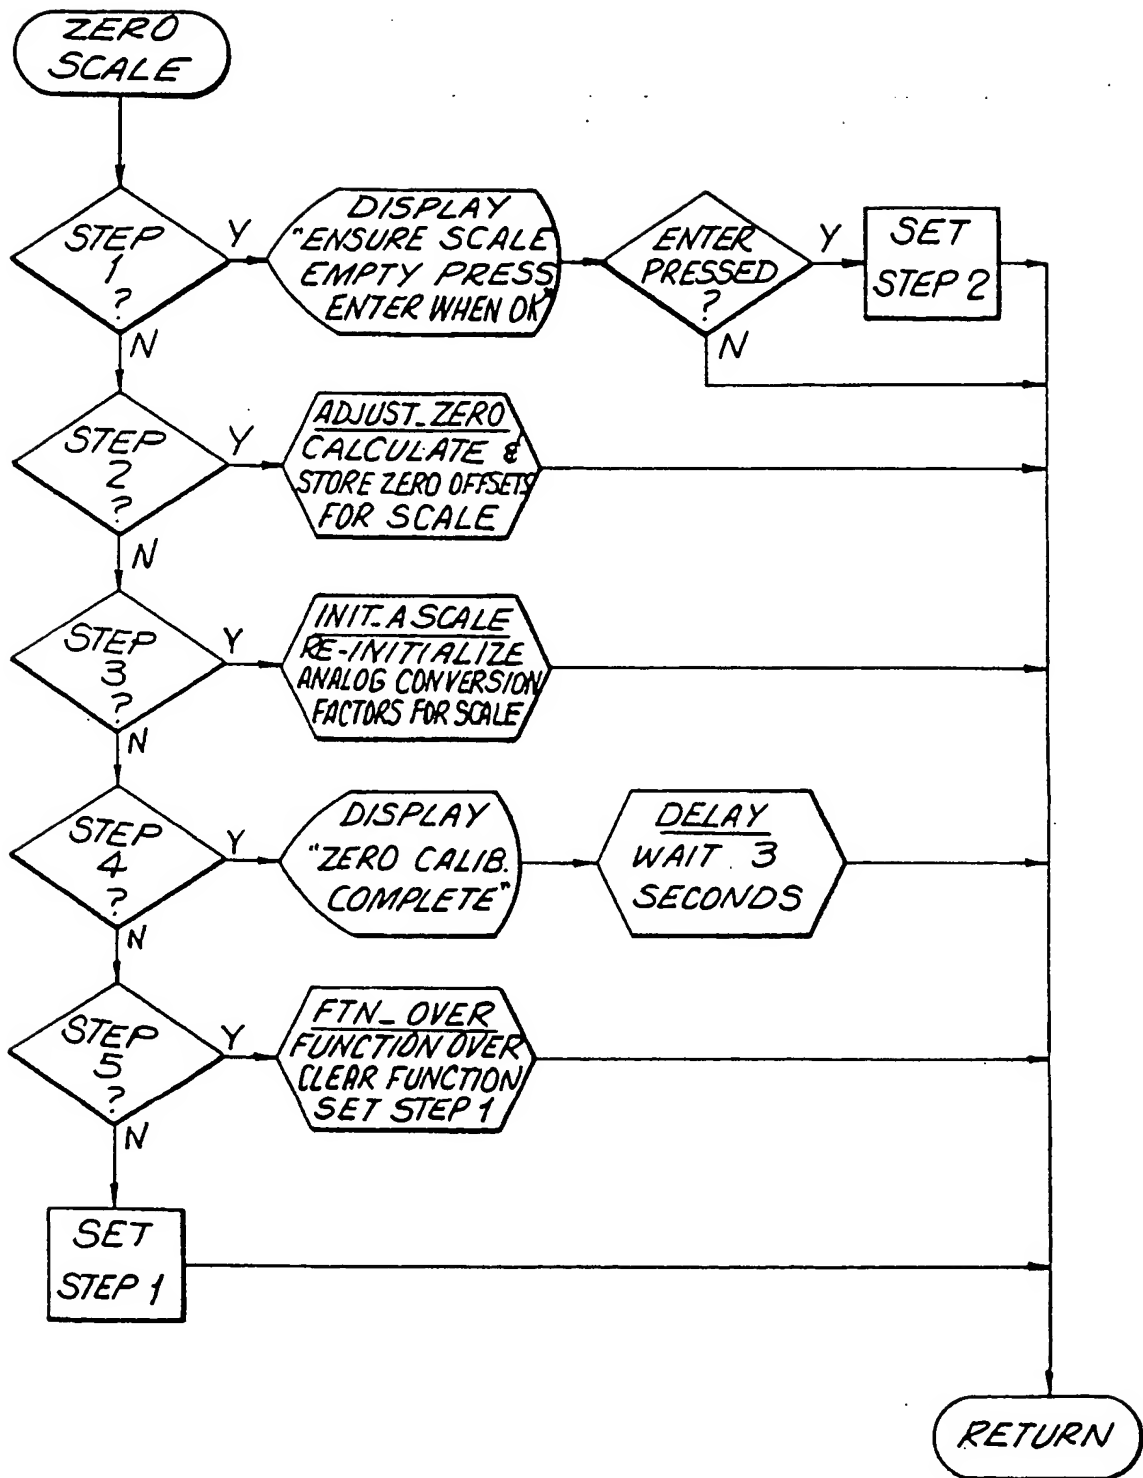 ZERO
SCALE
STEP
1
?
Y
N
DISPLAY
"ENSURE SCALE
EMPTY PRESS
ENTER WHEN OK"
ENTER
PRESSED
?
Y
N
SET
STEP 2
STEP
2
?
Y
N
ADJUST_ZERO
CALCULATE &
STORE ZERO OFFSETS
FOR SCALE
STEP
3
?
Y
N
INIT_ASCALE
RE-INITIALIZE
ANALOG CONVERSION
FACTORS FOR SCALE
STEP
4
?
Y
N
DISPLAY
"ZERO CALIB.
COMPLETE"
DELAY
WAIT 3
SECONDS
STEP
5
?
Y
N
FTN_OVER
FUNCTION OVER
CLEAR FUNCTION
SET STEP 1
SET
STEP 1
RETURN